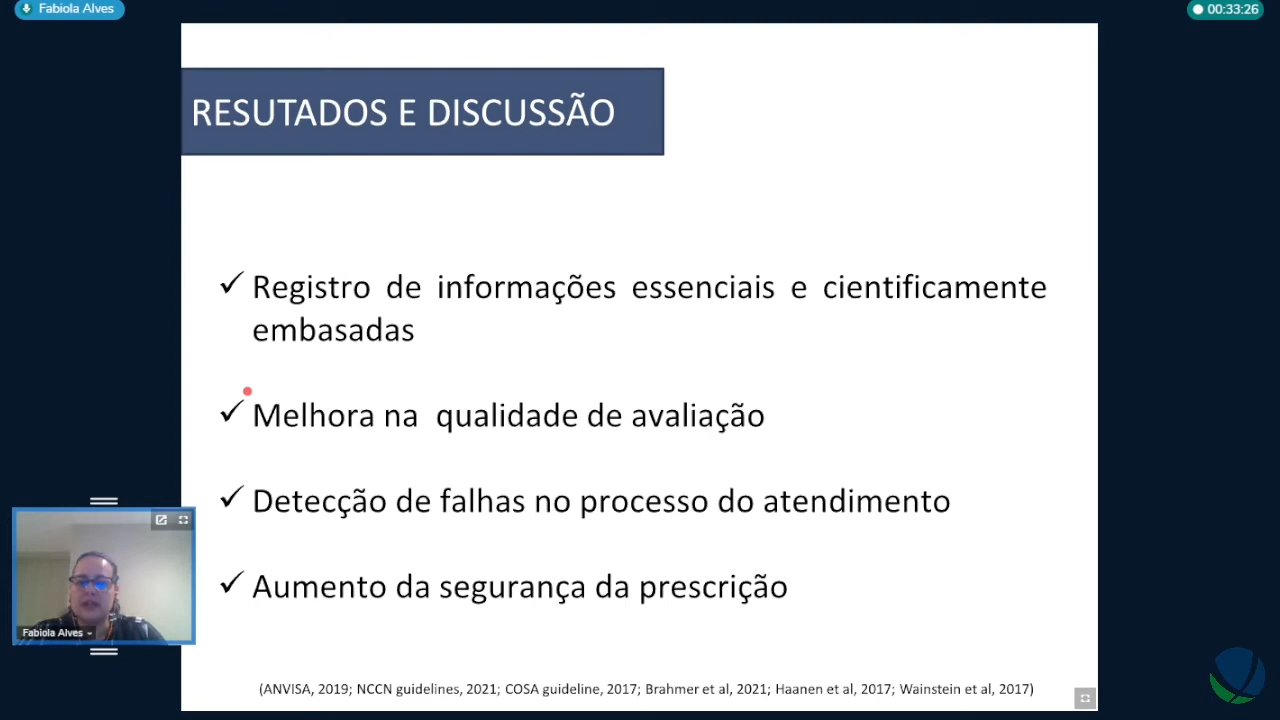 Fabiola Alves
00:33:26
RESUTADOS E DISCUSSÃO
✓ Registro de informações essenciais e cientificamente
embasadas
✓ Melhora na qualidade de avaliação
✓ Detecção de falhas no processo do atendimento
✓ Aumento da segurança da prescrição
Fabiola Alves
(ANVISA, 2019; NCCN guidelines, 2021; COSA guideline, 2017; Brahmer et al, 2021; Haanen et al, 2017; Wainstein et al, 2017)